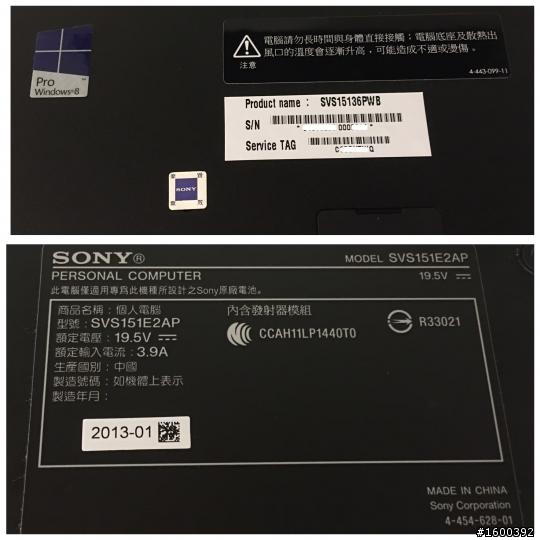 Pro
Windows 8
注意
電腦請勿長時間與身體直接接觸；電腦底座及散熱出
風口的溫度會逐漸升高，可能造成不適或燙傷。
4-443-099-11
Product name : SVS15136PWB
S/N
Service TAG
SONY
SONY®
MODEL SVS151E2AP
PERSONAL COMPUTER
19.5V
此電腦僅適用專為此機種所設計之Sony原廠電池。
商品名稱：個人電腦
型號：SVS151E2AP
額定電壓：19.5V
額定輸入電流：3.9A
生產國別：中國
製造號碼：如機體上表示
製造年月：
2013-01
內含發射器模組
CCAH11LP1440T0
R33021
MADE IN CHINA
Sony Corporation
4-454-628-01
#1600392